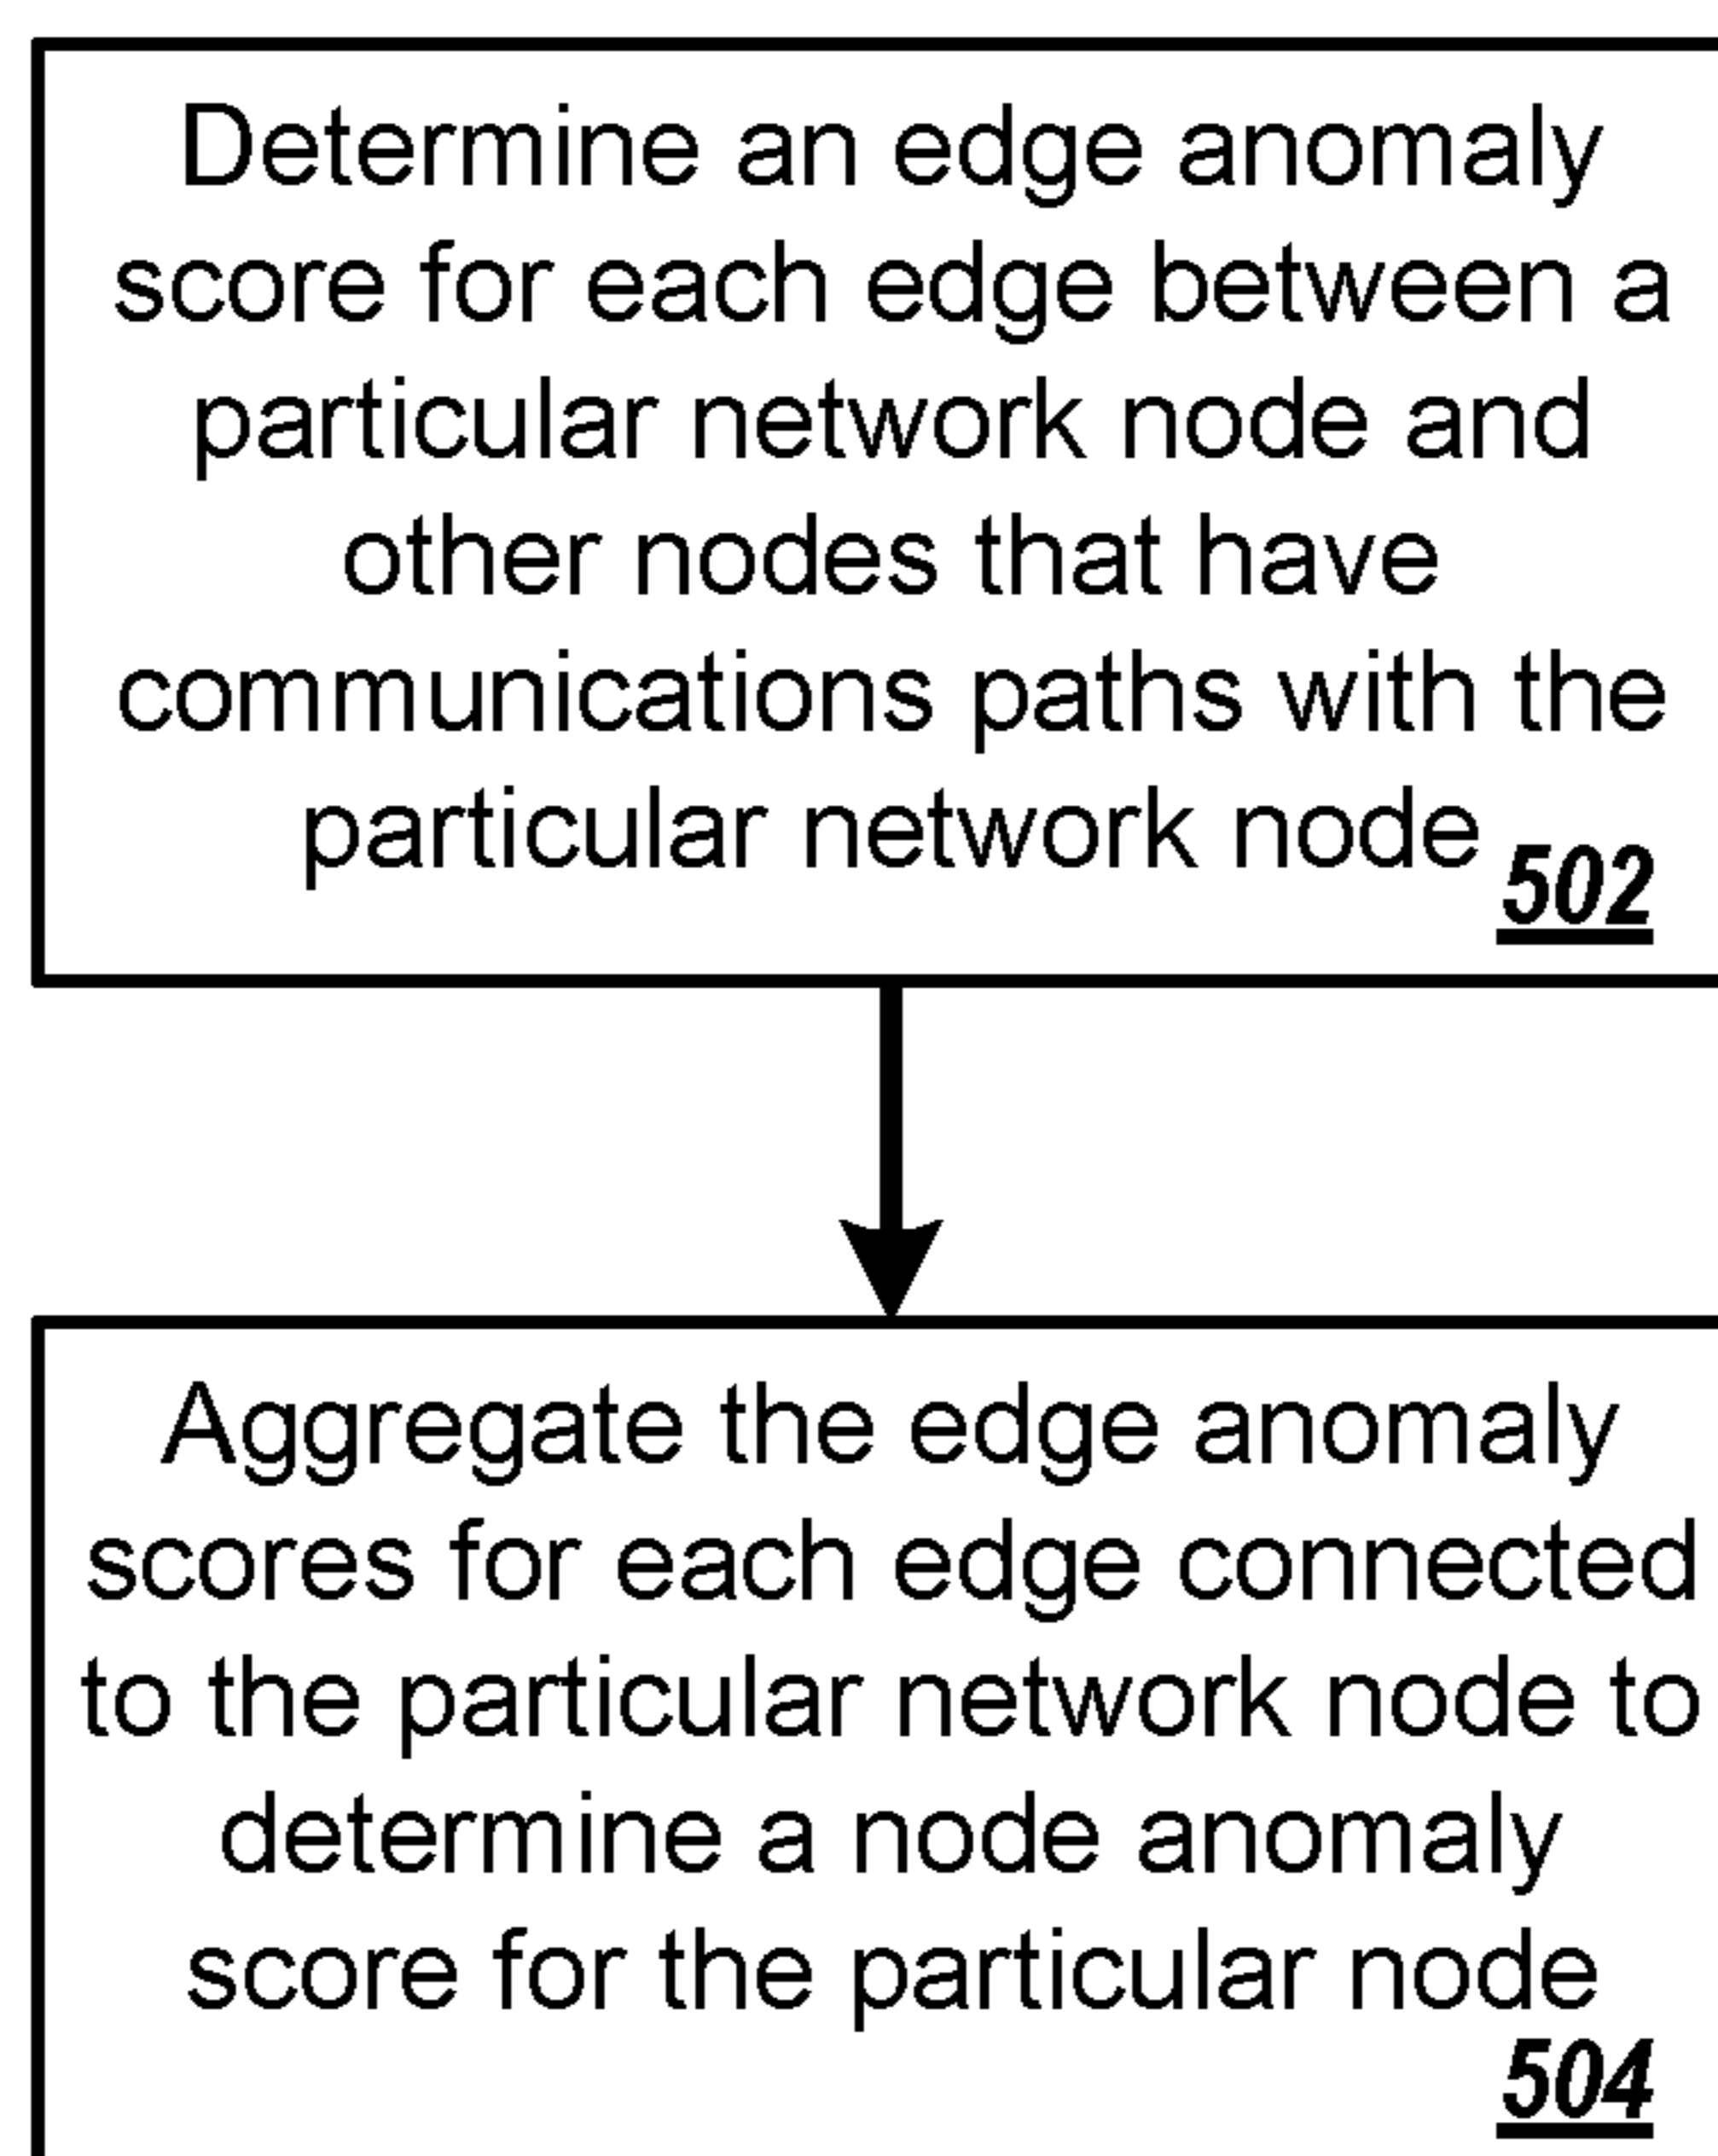 Determine an edge anomaly
score for each edge between a
particular network node and
other nodes that have
communications paths with the
particular network node
502
Aggregate the edge anomaly
scores for each edge connected
to the particular network node to
determine a node anomaly
score for the particular node
504